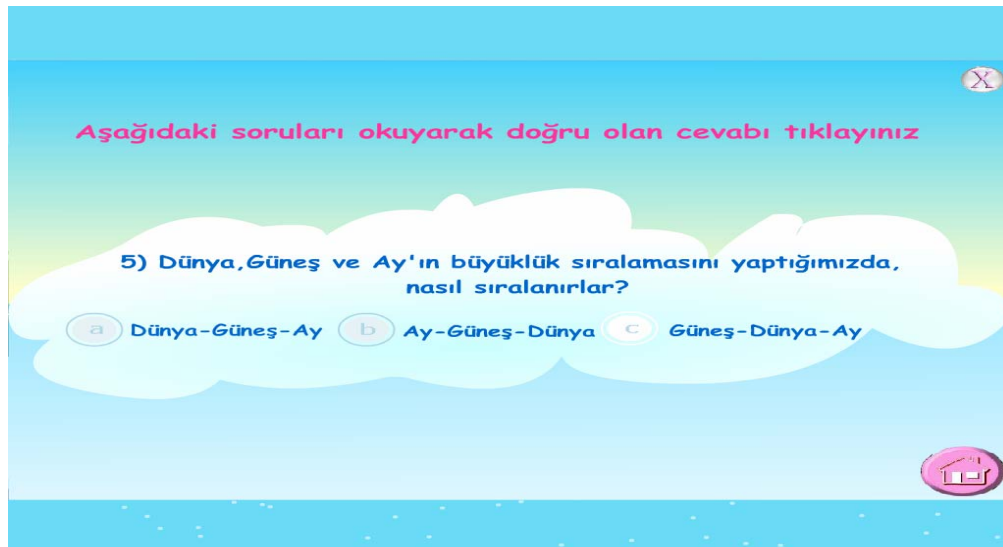 X
Aşağıdaki soruları okuyarak doğru olan cevabı tıklayınız
5) Dünya,Güneş ve Ay'ın büyüklük sıralamasını yaptığımızda,
nasıl sıralanırlar?
a Dünya-Güneş-Ay b Ay-Güneş-Dünya c Güneş-Dünya-Ay